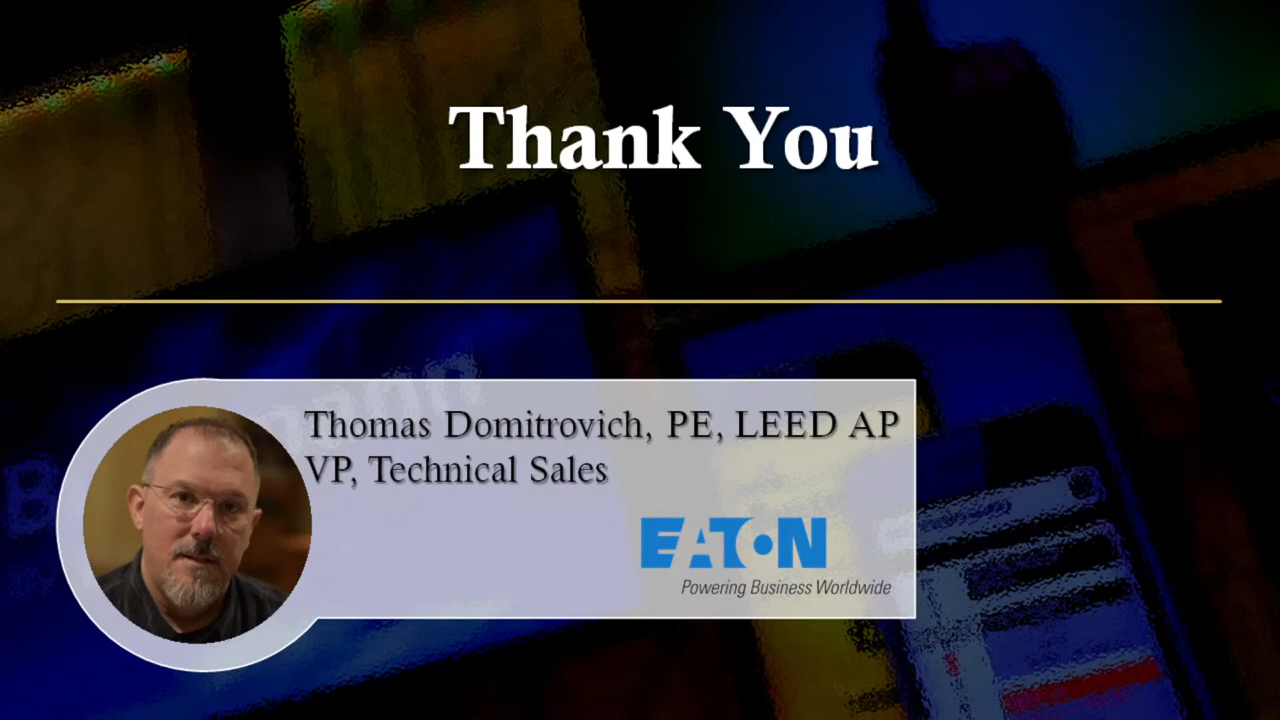 Thank You
Thomas Domitrovich, PE, LEED AP
VP, Technical Sales
EATON
Powering Business Worldwide